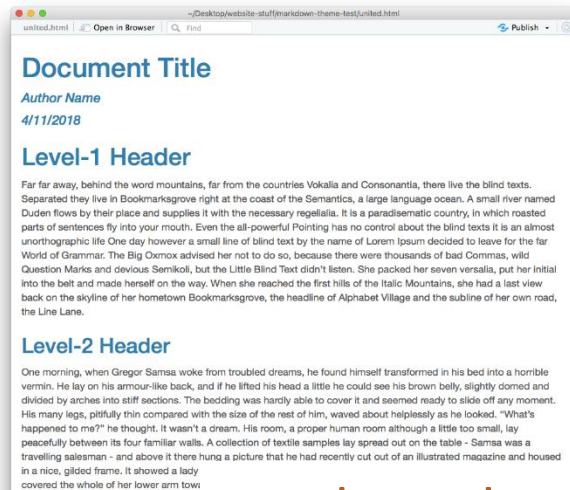 ~/Desktop/website-stuff/markdown-theme-test/united.html
united.html Open in Browser Find Publish
Document Title
Author Name
4/11/2018
Level-1 Header
Far far away, behind the word mountains, far from the countries Vokalia and Consonantia, there live the blind texts.
Separated they live in Bookmarksgrove right at the coast of the Semantics, a large language ocean. A small river named
Duden flows by their place and supplies it with the necessary regelialia. It is a paradisematic country, in which roasted
parts of sentences fly into your mouth. Even the all-powerful Pointing has no control about the blind texts it is an almost
unorthographic life One day however a small line of blind text by the name of Lorem Ipsum decided to leave for the far
World of Grammar. The Big Oxmox advised her not to do so, because there were thousands of bad Commas, wild
Question Marks and devious Semikoli, but the Little Blind Text didn’t listen. She packed her seven versalia, put her initial
into the belt and made herself on the way. When she reached the first hills of the Italic Mountains, she had a last view
back on the skyline of her hometown Bookmarksgrove, the headline of Alphabet Village and the subline of her own road,
the Line Lane.
Level-2 Header
One morning, when Gregor Samsa woke from troubled dreams, he found himself transformed in his bed into a horrible
vermin. He lay on his armour-like back, and if he lifted his head a little he could see his brown belly, slightly domed and
divided by arches into stiff sections. The bedding was hardly able to cover it and seemed ready to slide off any moment.
His many legs, pitifully thin compared with the size of the rest of him, waved about helplessly as he looked. “What’s
happened to me?” he thought. It wasn’t a dream. His room, a proper human room although a little too small, lay
peacefully between its four familiar walls. A collection of textile samples lay spread out on the table - Samsa was a
travelling salesman - and above it there hung a picture that he had recently cut out of an illustrated magazine and housed
in a nice, gilded frame. It showed a lady
covered the whole of her lower arm